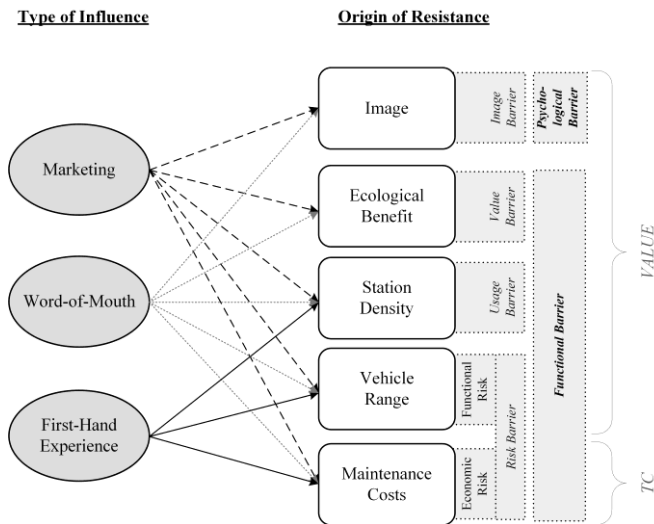 Type of Influence
Origin of Resistance
Marketing
Word-of-Mouth
First-Hand
Experience
Image
Ecological
Benefit
Station
Density
Vehicle
Range
Maintenance
Costs
Image
Barrier
Value
Barrier
Usage
Barrier
Functional
Risk
Economic
Risk
Risk Barrier
Psycho-
logical
Barrier
Functional Barrier
VALUE
TC